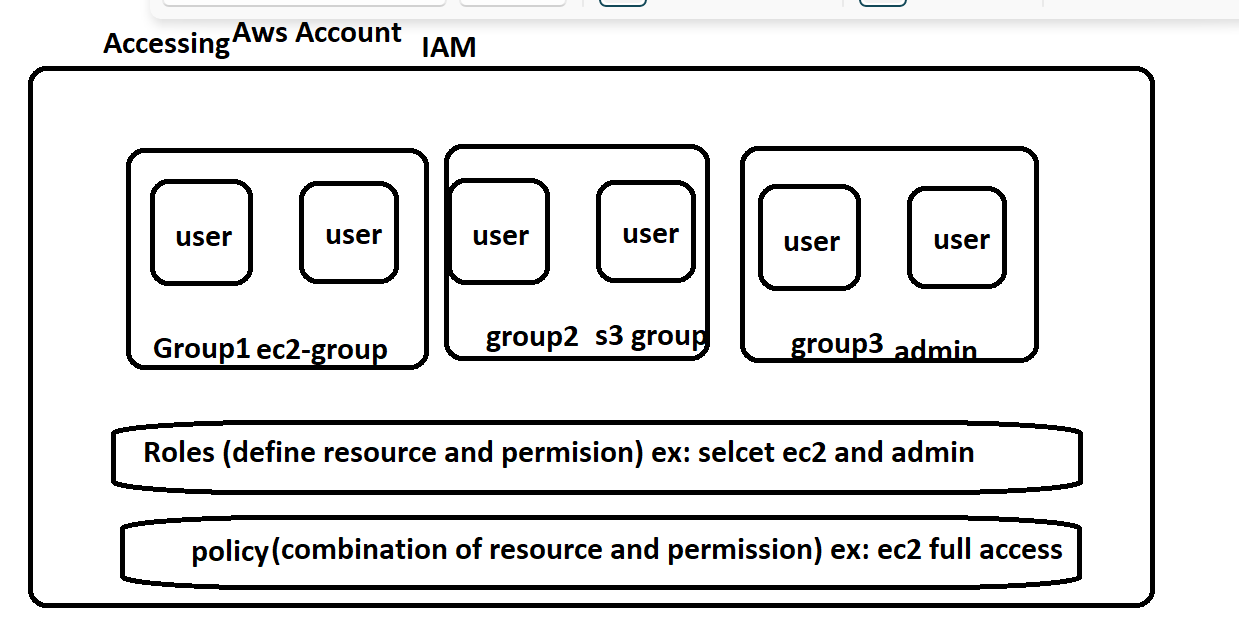 Accessing Aws Account IAM
user user user user user user
Group1 ec2-group group2 s3 group group3 admin
Roles (define resource and permision) ex: selcet ec2 and admin
policy(combination of resource and permission) ex: ec2 full access